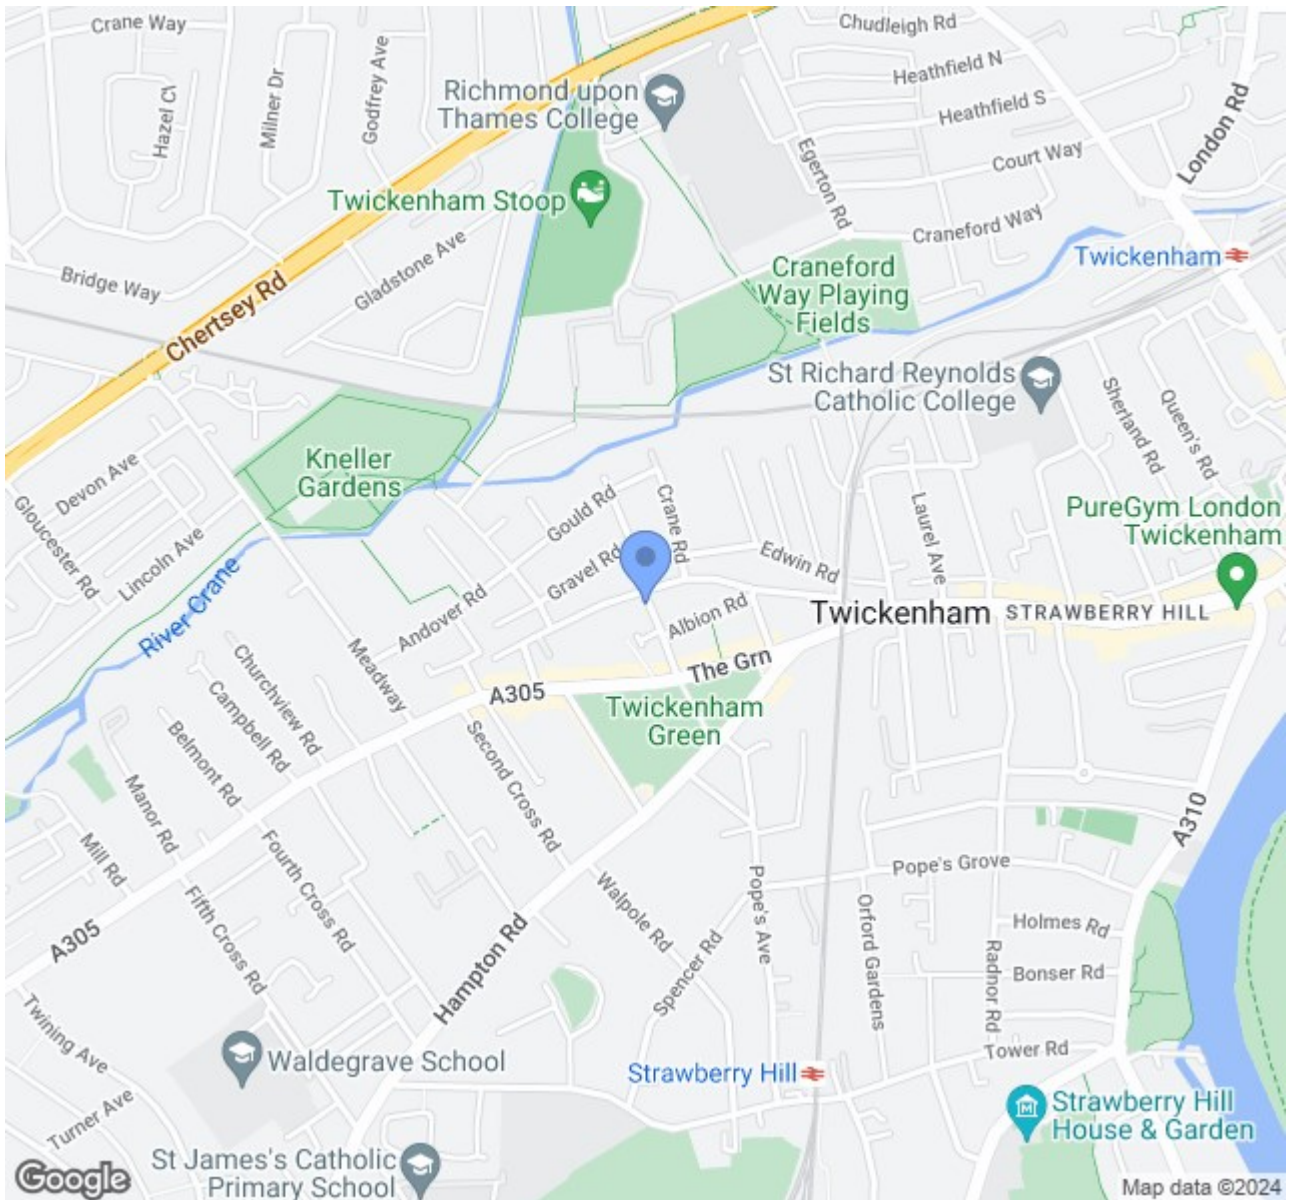 Crane Way
Chudleigh Rd
Hazel Cl
Milner Dr
Godfrey Ave
Richmond upon
Thames College
Heathfield N
Heathfield S
London Rd
Court Way
Egerton Rd
Twickenham Stoop
Craneford Way
Gladstone Ave
Bridge Way
Chertsey Rd
Twickenham
Craneford
Way Playing
Fields
St Richard Reynolds
Catholic College
Sherland Rd
Queen's Rd
Kneller
Gardens
Devon Ave
Gloucester Rd
Lincoln Ave
Gould Rd
Crane Rd
Laurel Ave
PureGym London
Twickenham
Gravel Rd
Edwin Rd
River Crane
Andover Rd
Albion Rd
Twickenham
STRAWBERRY HILL
Meadway
Churchview Rd
Campbell Rd
Belmont Rd
A305
The Grn
Twickenham
Green
Second Cross Rd
Manor Rd
Mill Rd
A310
Fourth Cross Rd
Fifth Cross Rd
Walpole Rd
Pope's Ave
Pope's Grove
Orford Gardens
Holmes Rd
A305
Hampton Rd
Spencer Rd
Radnor Rd
Bonser Rd
Twining Ave
Waldegrave School
Tower Rd
Strawberry Hill
Turner Ave
Strawberry Hill
House & Garden
St James's Catholic
Primary School
Google
Map data ©2024